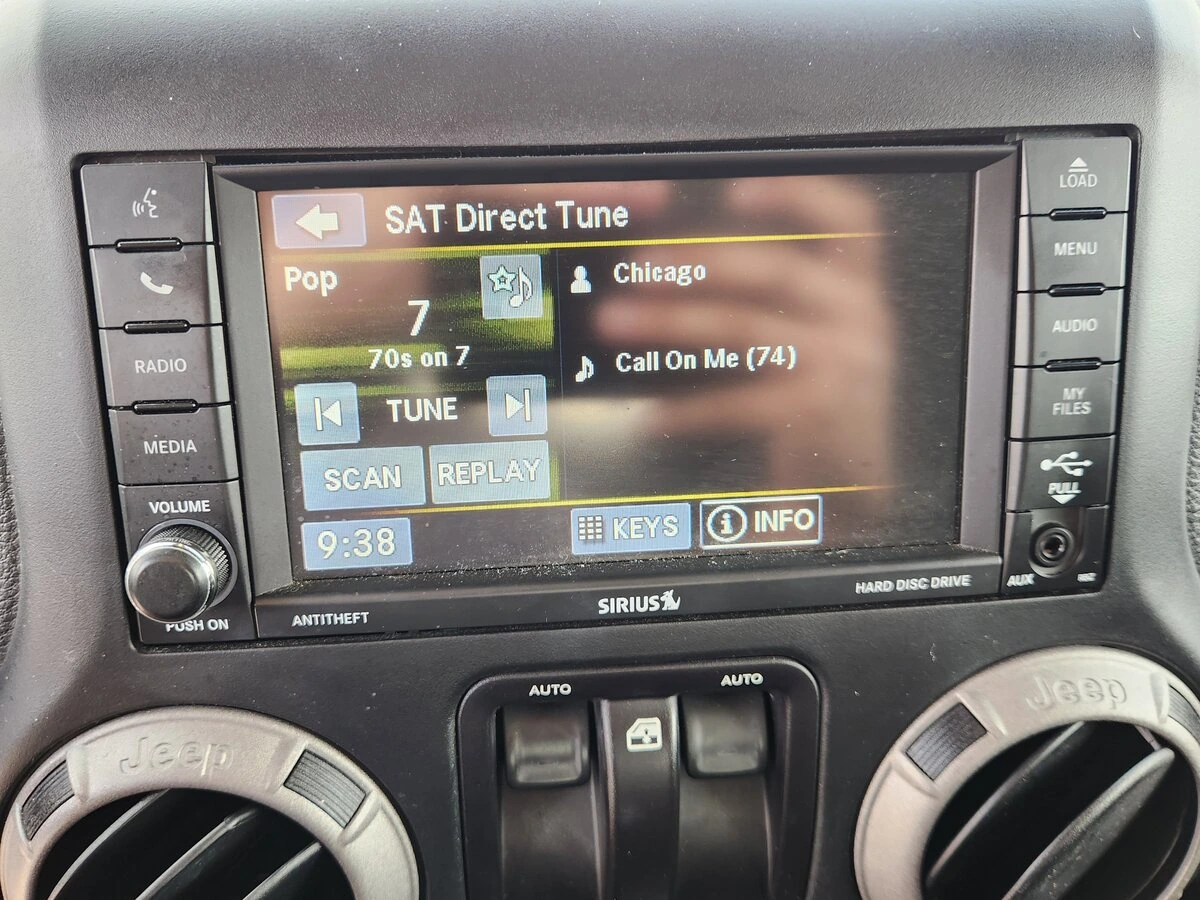 SAT Direct Tune
Pop
7
70s on 7
TUNE
SCAN
REPLAY
9:38
Chicago
Call On Me (74)
KEYS
INFO
RADIO
MEDIA
VOLUME
PUSH ON
LOAD
MENU
AUDIO
MY
FILES
PULL
AUX
ANTITHEFT
SIRIUS
HARD DISC DRIVE
AUTO
AUTO
Jeep
Jeep